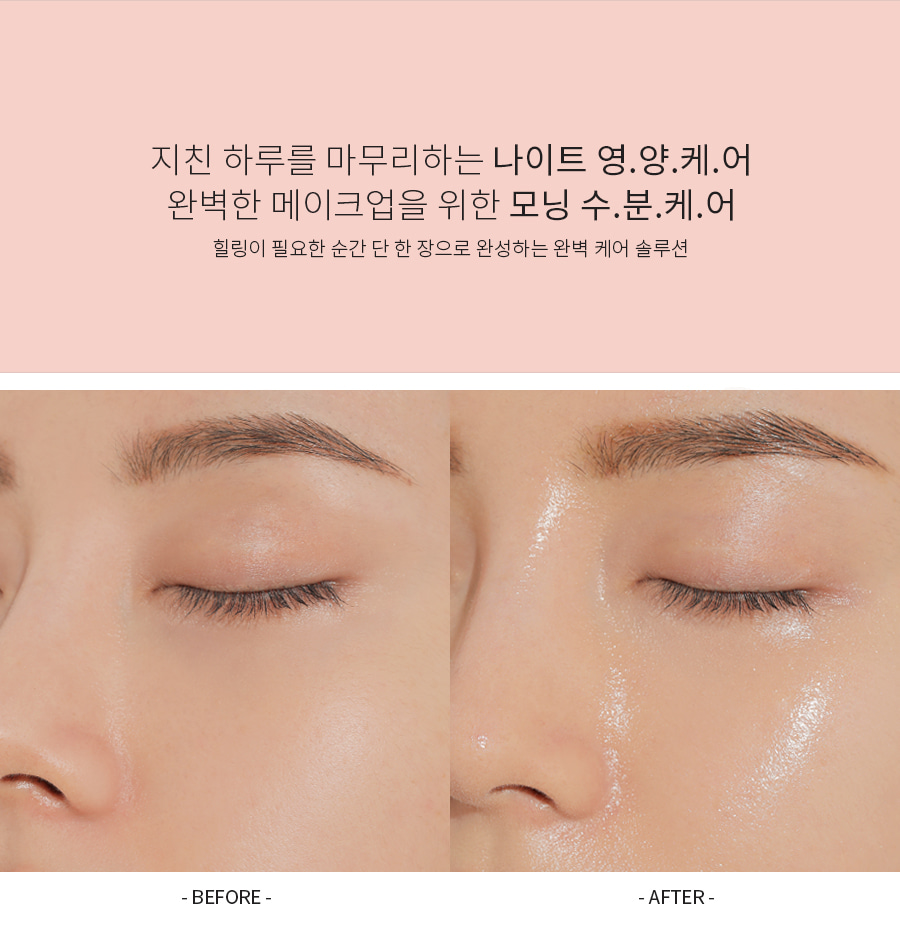 지친 하루를 마무리하는 나이트 영.양.케.어
완벽한 메이크업을 위한 모닝 수.분.케.어
힐링이 필요한 순간 단 한 장으로 완성하는 완벽 케어 솔루션
- BEFORE -
- AFTER -